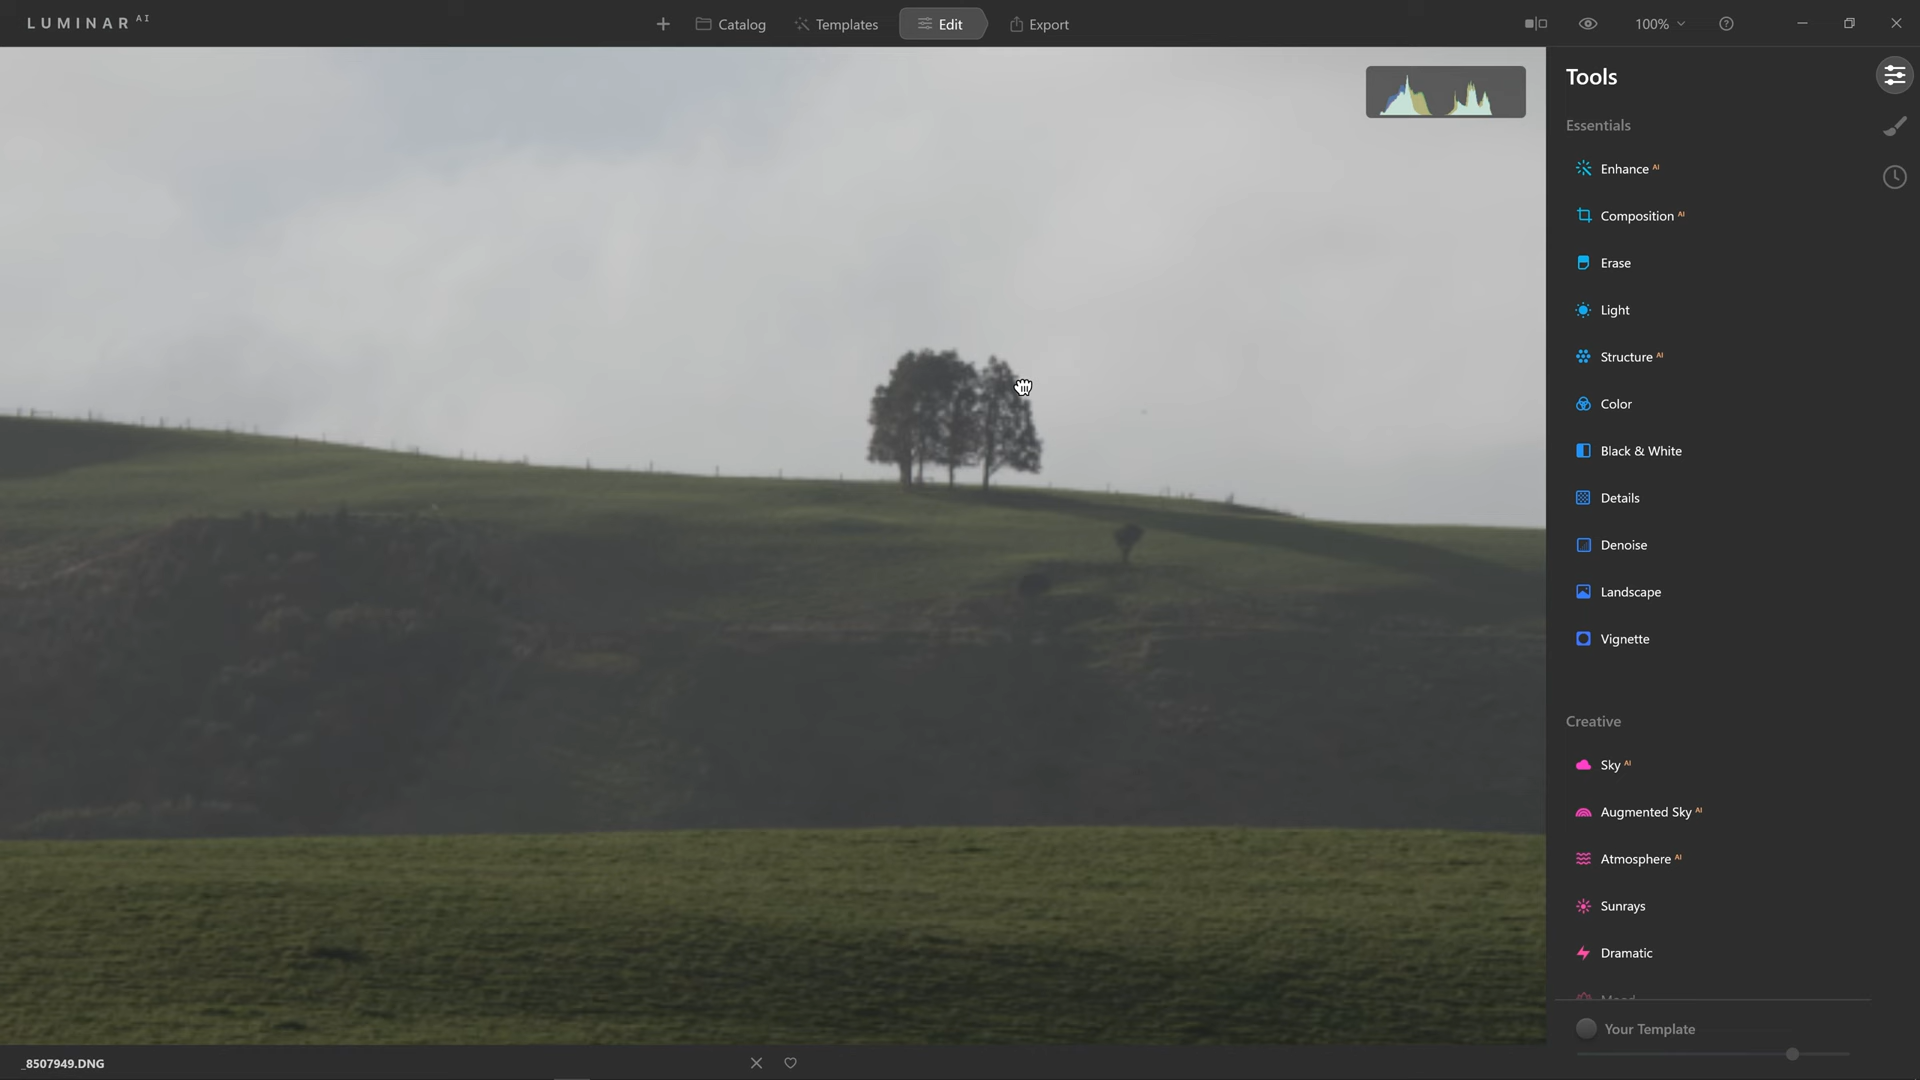 LUMINAR AI
Catalog
Templates
Edit
Export
100%
Tools
Essentials
Enhance AI
Composition AI
Erase
Light
Structure AI
Color
Black & White
Details
Denoise
Landscape
Vignette
Creative
Sky AI
Augmented Sky AI
Atmosphere AI
Sunrays
Dramatic
Mood
Your Template
_8507949.DNG